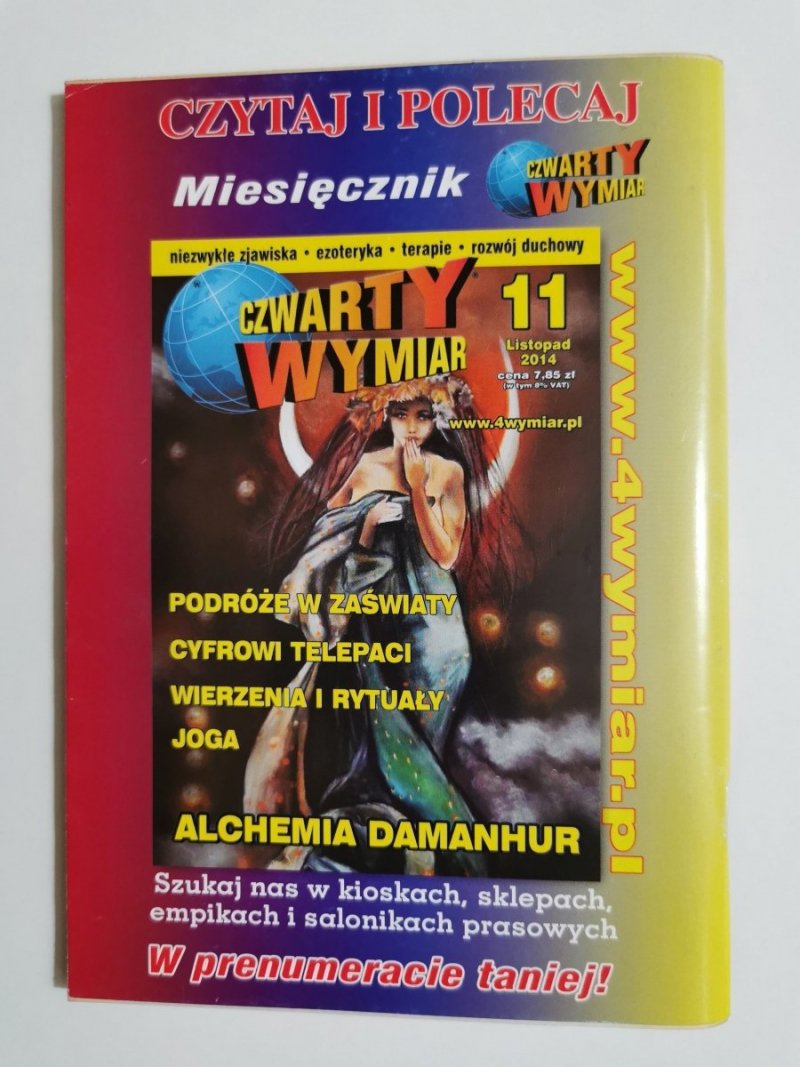 CZYTAJ I POLECAJ
Miesięcznik
CZWARTY
WYMIAR
niezwykłe zjawiska • ezoteryka • terapie • rozwój duchowy
®
CZWARTY®
WYMIAR
11
Listopad
2014
cena 7,85 zł
(w tym 8% VAT)
www.4wymiar.pl
PODRÓŻE W ZAŚWIATY
CYFROWI TELEPACI
WIERZENIA I RYTUAŁY
JOGA
ALCHEMIA DAMANHUR
www.4wymiar.pl
Szukaj nas w kioskach, sklepach,
empikach i salonikach prasowych
W prenumeracie taniej!